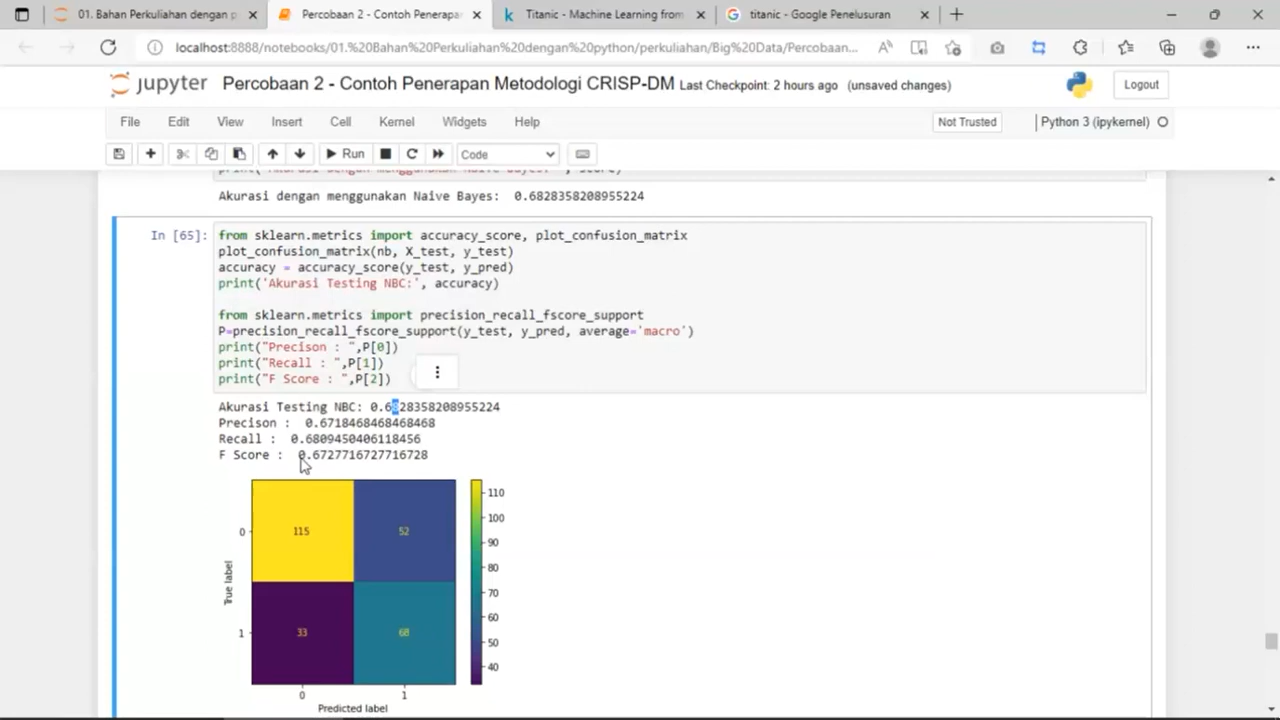 01. Bahan Perkuliahan dengan p
Percobaan 2 - Contoh Penerapan
Titanic - Machine Learning from
titanic - Google Penelusuran
localhost:8888/notebooks/01.%20Bahan%20Perkuliahan%20dengan%20python/perkuliahan/Big%20Data/Percobaan...
jupyter Percobaan 2 - Contoh Penerapan Metodologi CRISP-DM Last Checkpoint: 2 hours ago (unsaved changes) Logout
File Edit View Insert Cell Kernel Widgets Help Not Trusted Python 3 (ipykernel)
Run Code
Akurasi dengan menggunakan Naive Bayes: 0.6828358208955224
In [65]: from sklearn.metrics import accuracy_score, plot_confusion_matrix
plot_confusion_matrix(nb, X_test, y_test)
accuracy = accuracy_score(y_test, y_pred)
print('Akurasi Testing NBC:', accuracy)
from sklearn.metrics import precision_recall_fscore_support
P=precision_recall_fscore_support(y_test, y_pred, average='macro')
print("Precison : ",P[0])
print("Recall : ",P[1])
print("F Score : ",P[2])
Akurasi Testing NBC: 0.6828358208955224
Precison : 0.6718468468468468
Recall : 0.6809450406118456
F Score : 0.6727716727716728
0 115 52
1 33 68
True label
0 1
Predicted label
110
100
90
80
70
60
50
40